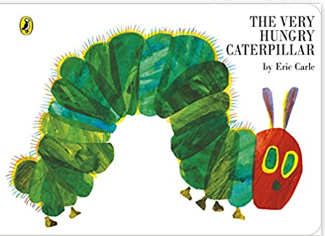 THE VERY
HUNGRY
CATERPILLAR
by Eric Carle